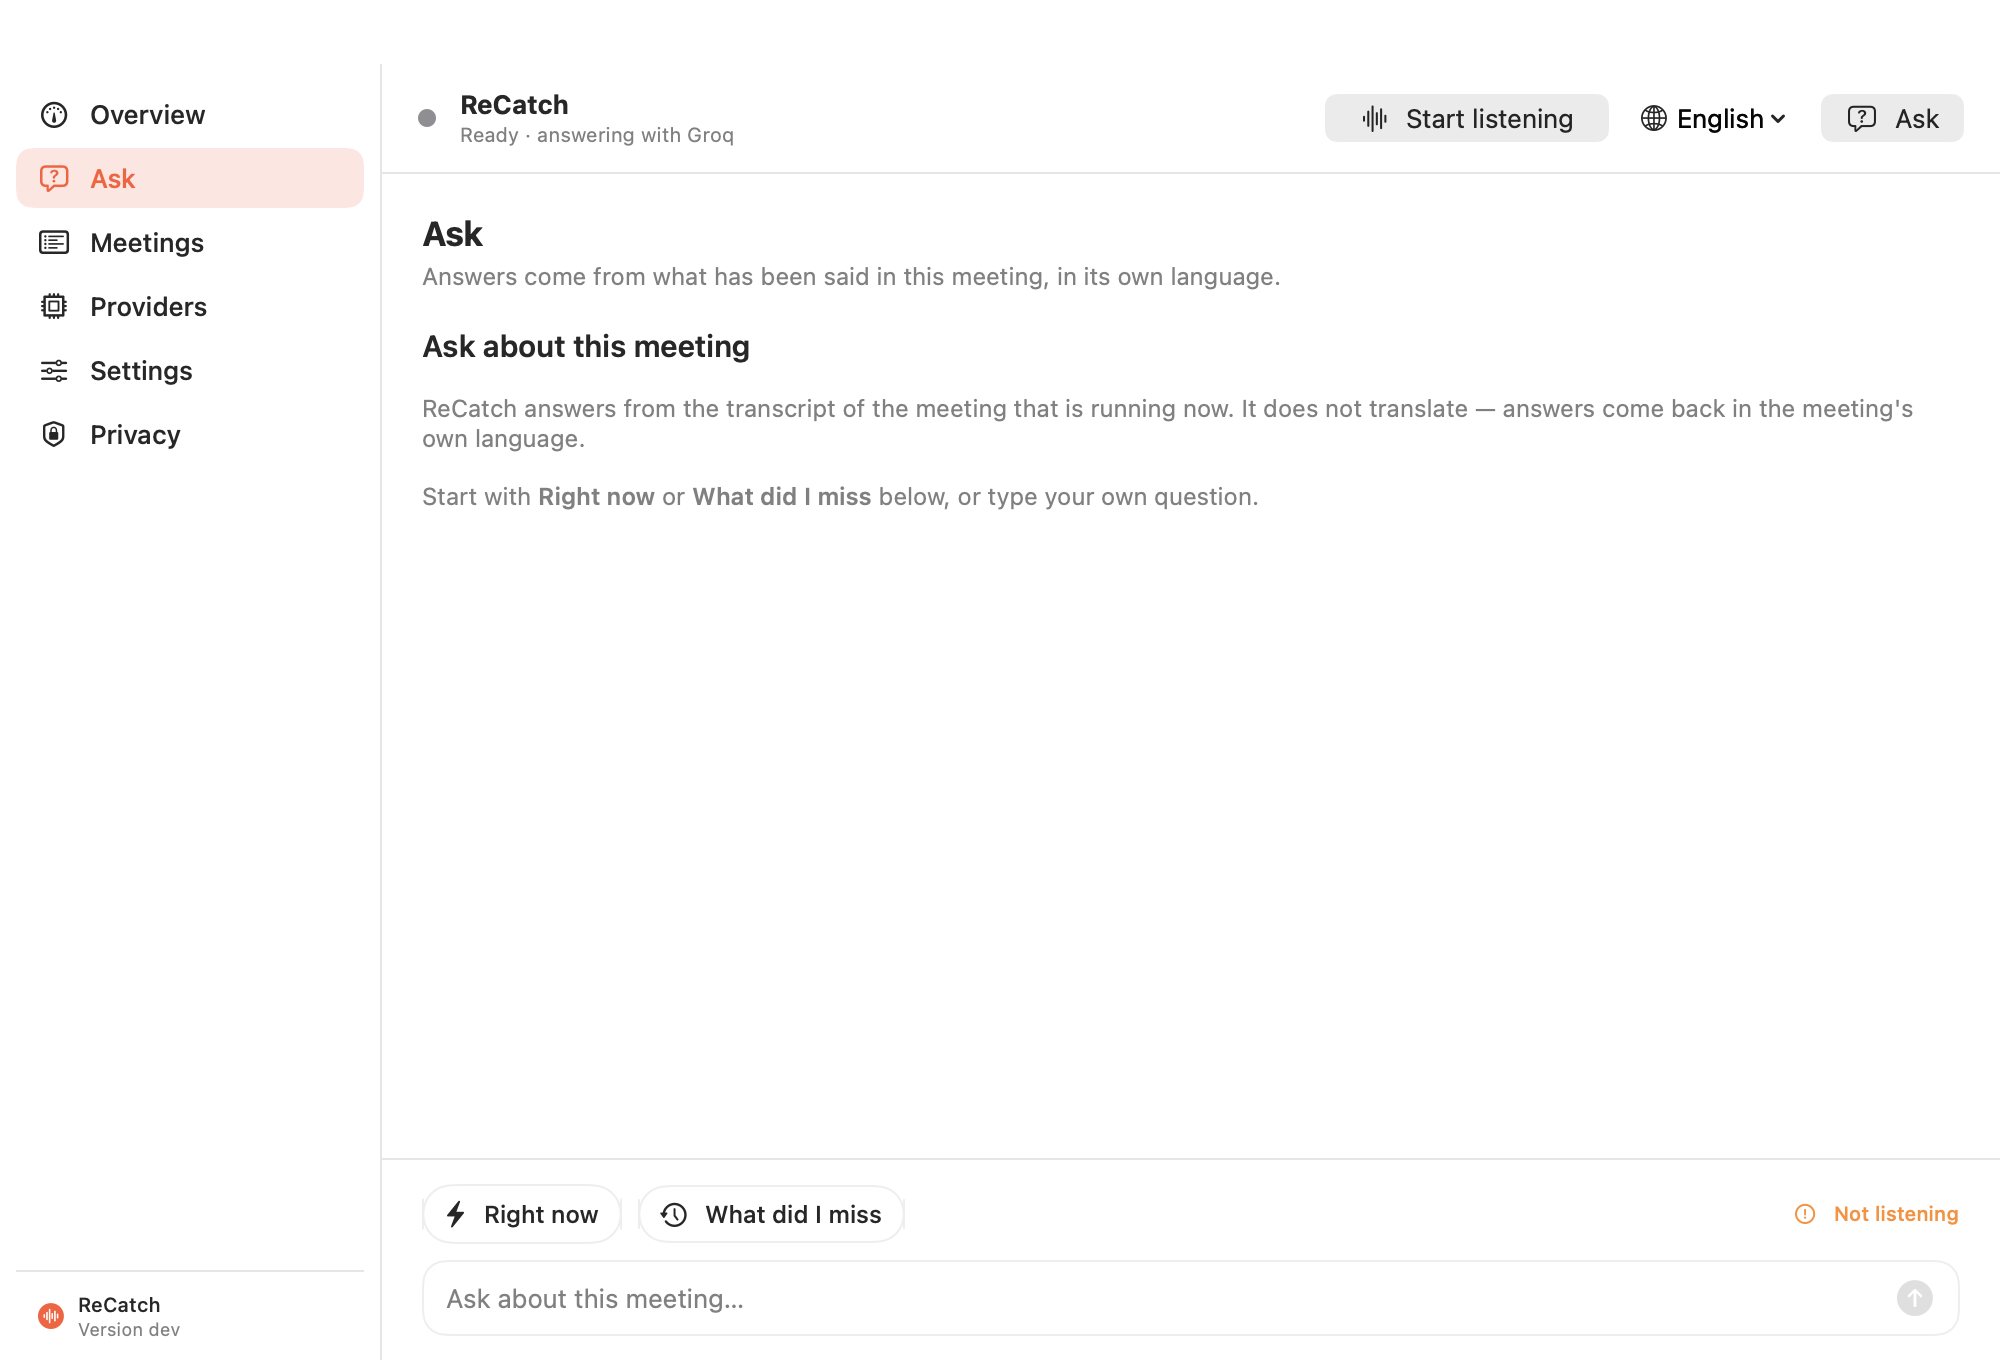 Overview
Ask
Meetings
Providers
Settings
Privacy
ReCatch
Version dev
ReCatch
Ready · answering with Groq
Start listening
English
Ask
Ask
Answers come from what has been said in this meeting, in its own language.
Ask about this meeting
ReCatch answers from the transcript of the meeting that is running now. It does not translate — answers come back in the meeting's
own language.
Start with Right now or What did I miss below, or type your own question.
Right now
What did I miss
Not listening
Ask about this meeting...